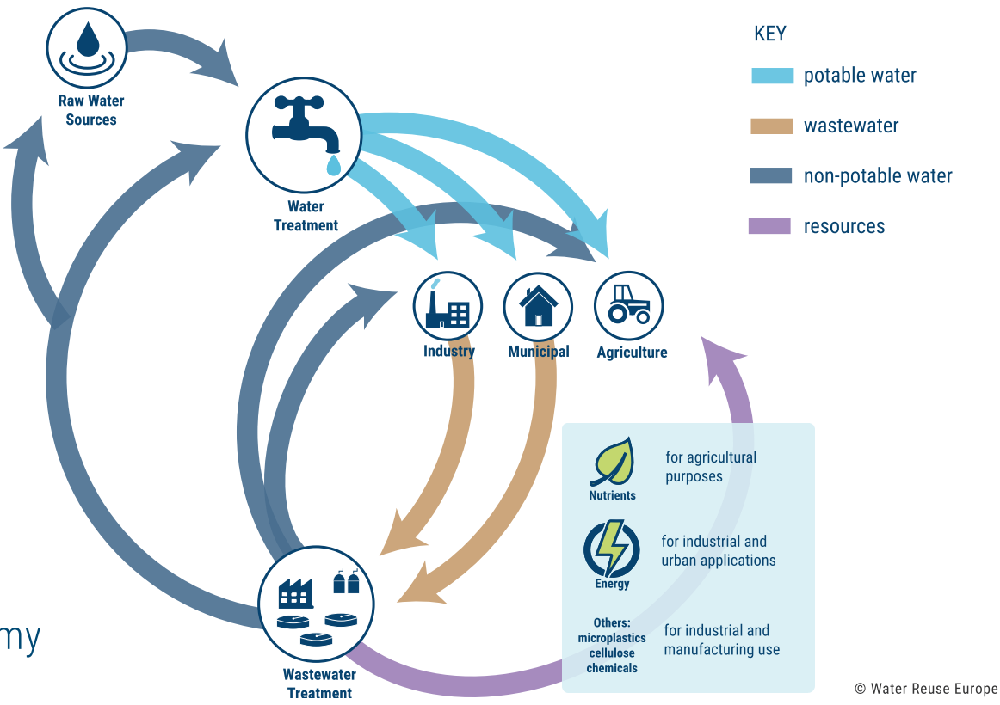 Raw Water
Sources
Water
Treatment
KEY
potable water
wastewater
non-potable water
resources
Industry
Municipal
Agriculture
Nutrients
for agricultural
purposes
Energy
for industrial and
urban applications
Others:
microplastics
cellulose
chemicals
for industrial and
manufacturing use
my
Wastewater
Treatment
© Water Reuse Europe